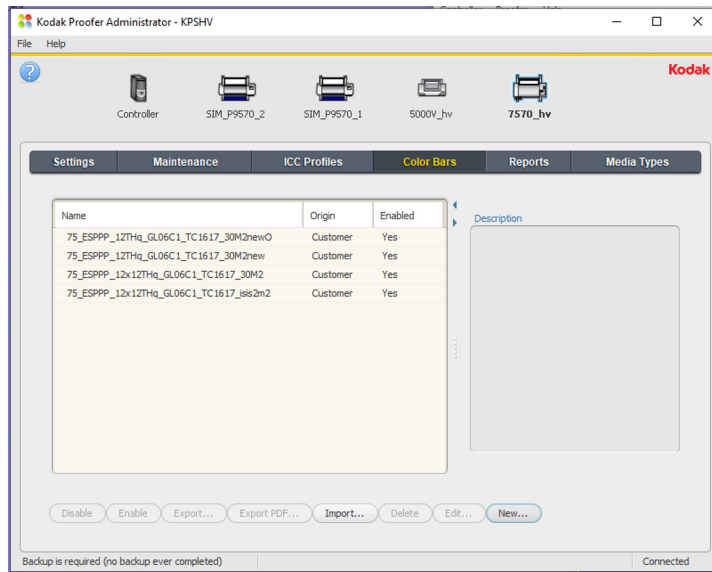 Kodak Proofer Administrator - KPSHV
File Help
Kodak
Controller SIM_P9570_2 SIM_P9570_1 5000V_hv 7570_hv
Settings Maintenance ICC Profiles Color Bars Reports Media Types
Name Origin Enabled
Description
75_ESPPP_12THq_GL06C1_TC1617_30M2newO Customer Yes
75_ESPPP_12THq_GL06C1_TC1617_30M2new Customer Yes
75_ESPPP_12x12THq_GL06C1_TC1617_30M2 Customer Yes
75_ESPPP_12x12THq_GL06C1_TC1617_isis2m2 Customer Yes
Disable Enable Export... Export PDF... Import... Delete Edit... New...
Backup is required (no backup ever completed) Connected